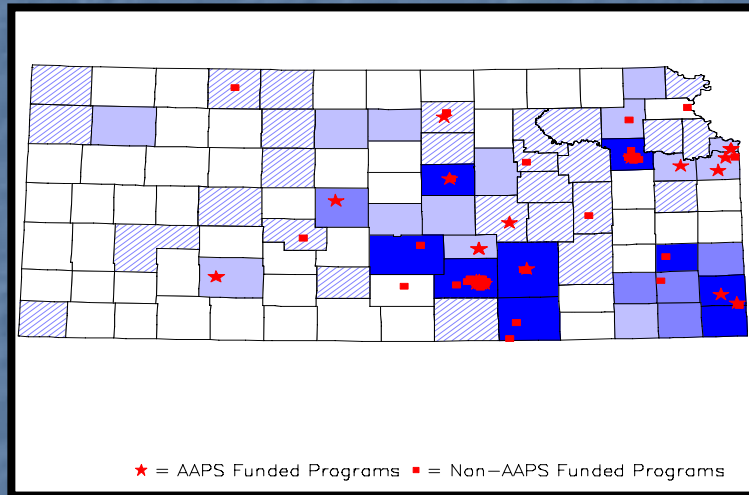 ★ = AAPS Funded Programs ■ = Non-AAPS Funded Programs